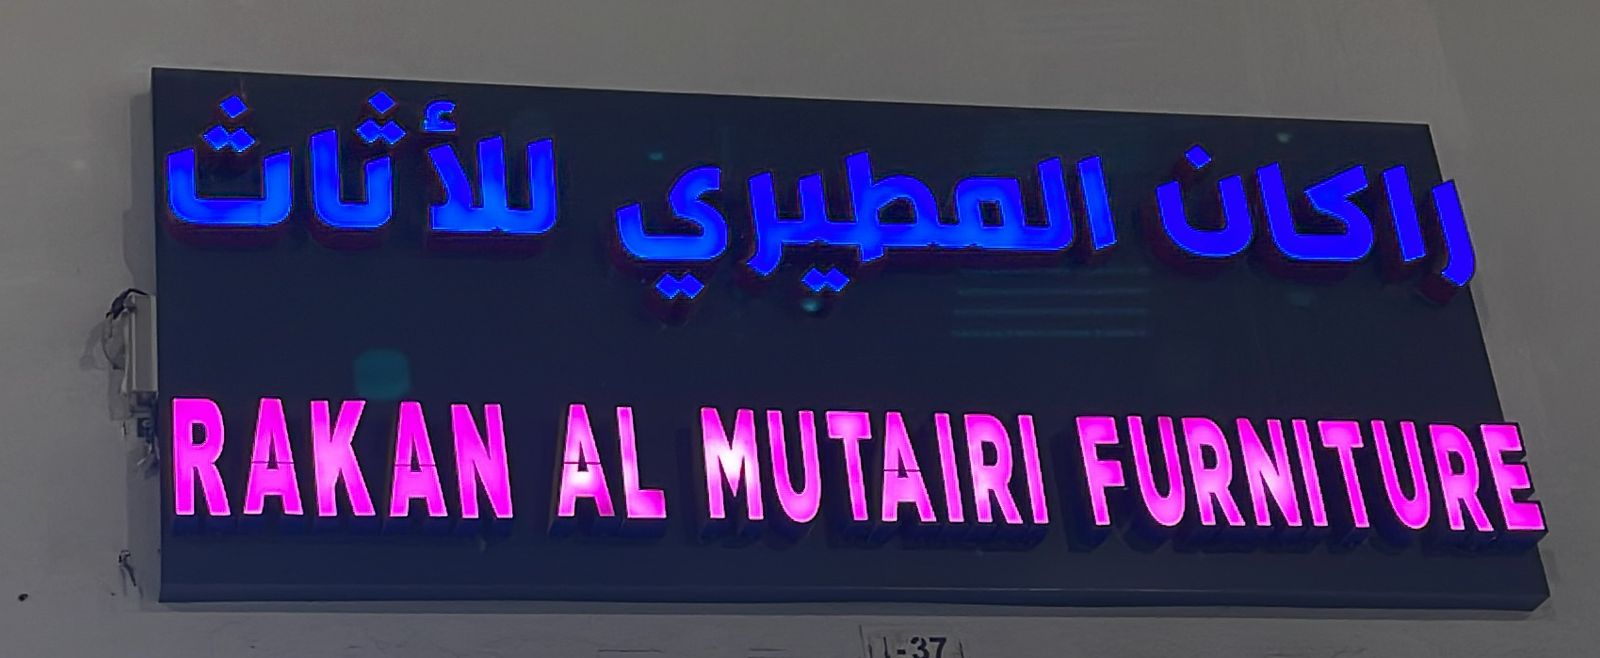 راكان المطيري للأثاث
RAKAN AL MUTAIRI FURNITURE